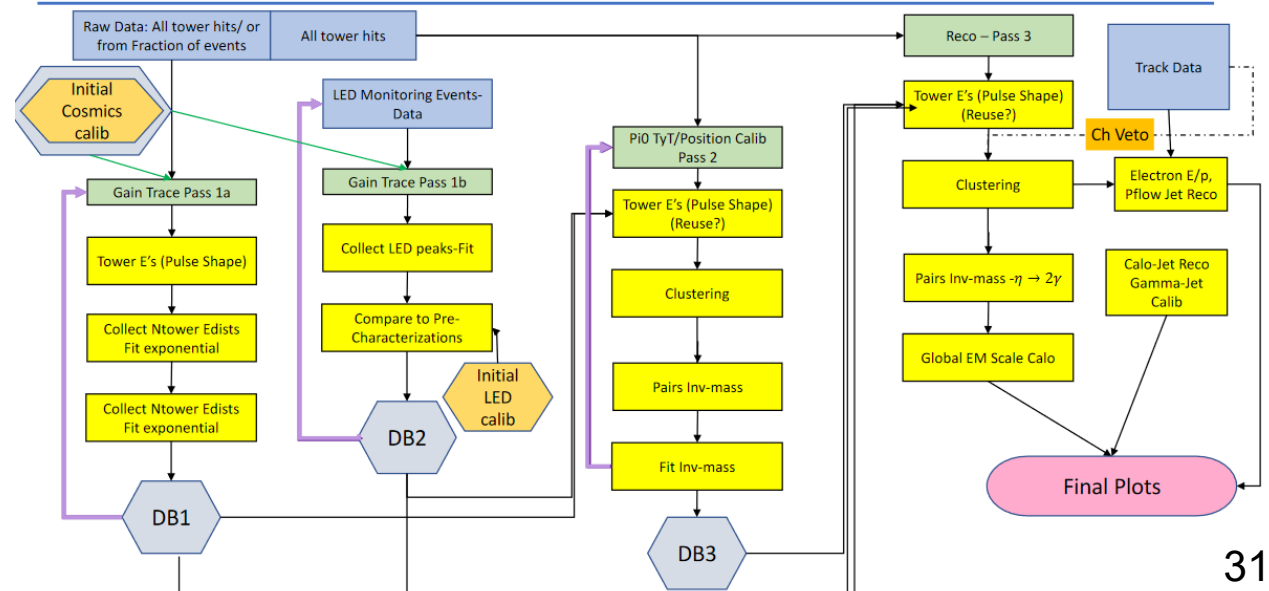 Raw Data: All tower hits/ or
from Fraction of events
All tower hits
Initial
Cosmics
calib
Gain Trace Pass 1a
Tower E's (Pulse Shape)
Collect Ntower Edists
Fit exponential
Collect Ntower Edists
Fit exponential
DB1
LED Monitoring Events-
Data
Gain Trace Pass 1b
Collect LED peaks-Fit
Compare to Pre-
Characterizations
Initial
LED
calib
DB2
Pi0 TyT/Position Calib
Pass 2
Tower E's (Pulse Shape)
(Reuse?)
Clustering
Pairs Inv-mass
Fit Inv-mass
DB3
Reco – Pass 3
Tower E's (Pulse Shape)
(Reuse?)
Clustering
Pairs Inv-mass -η → 2γ
Global EM Scale Calo
Track Data
Ch Veto
Electron E/p,
Pflow Jet Reco
Calo-Jet Reco
Gamma-Jet
Calib
Final Plots
31